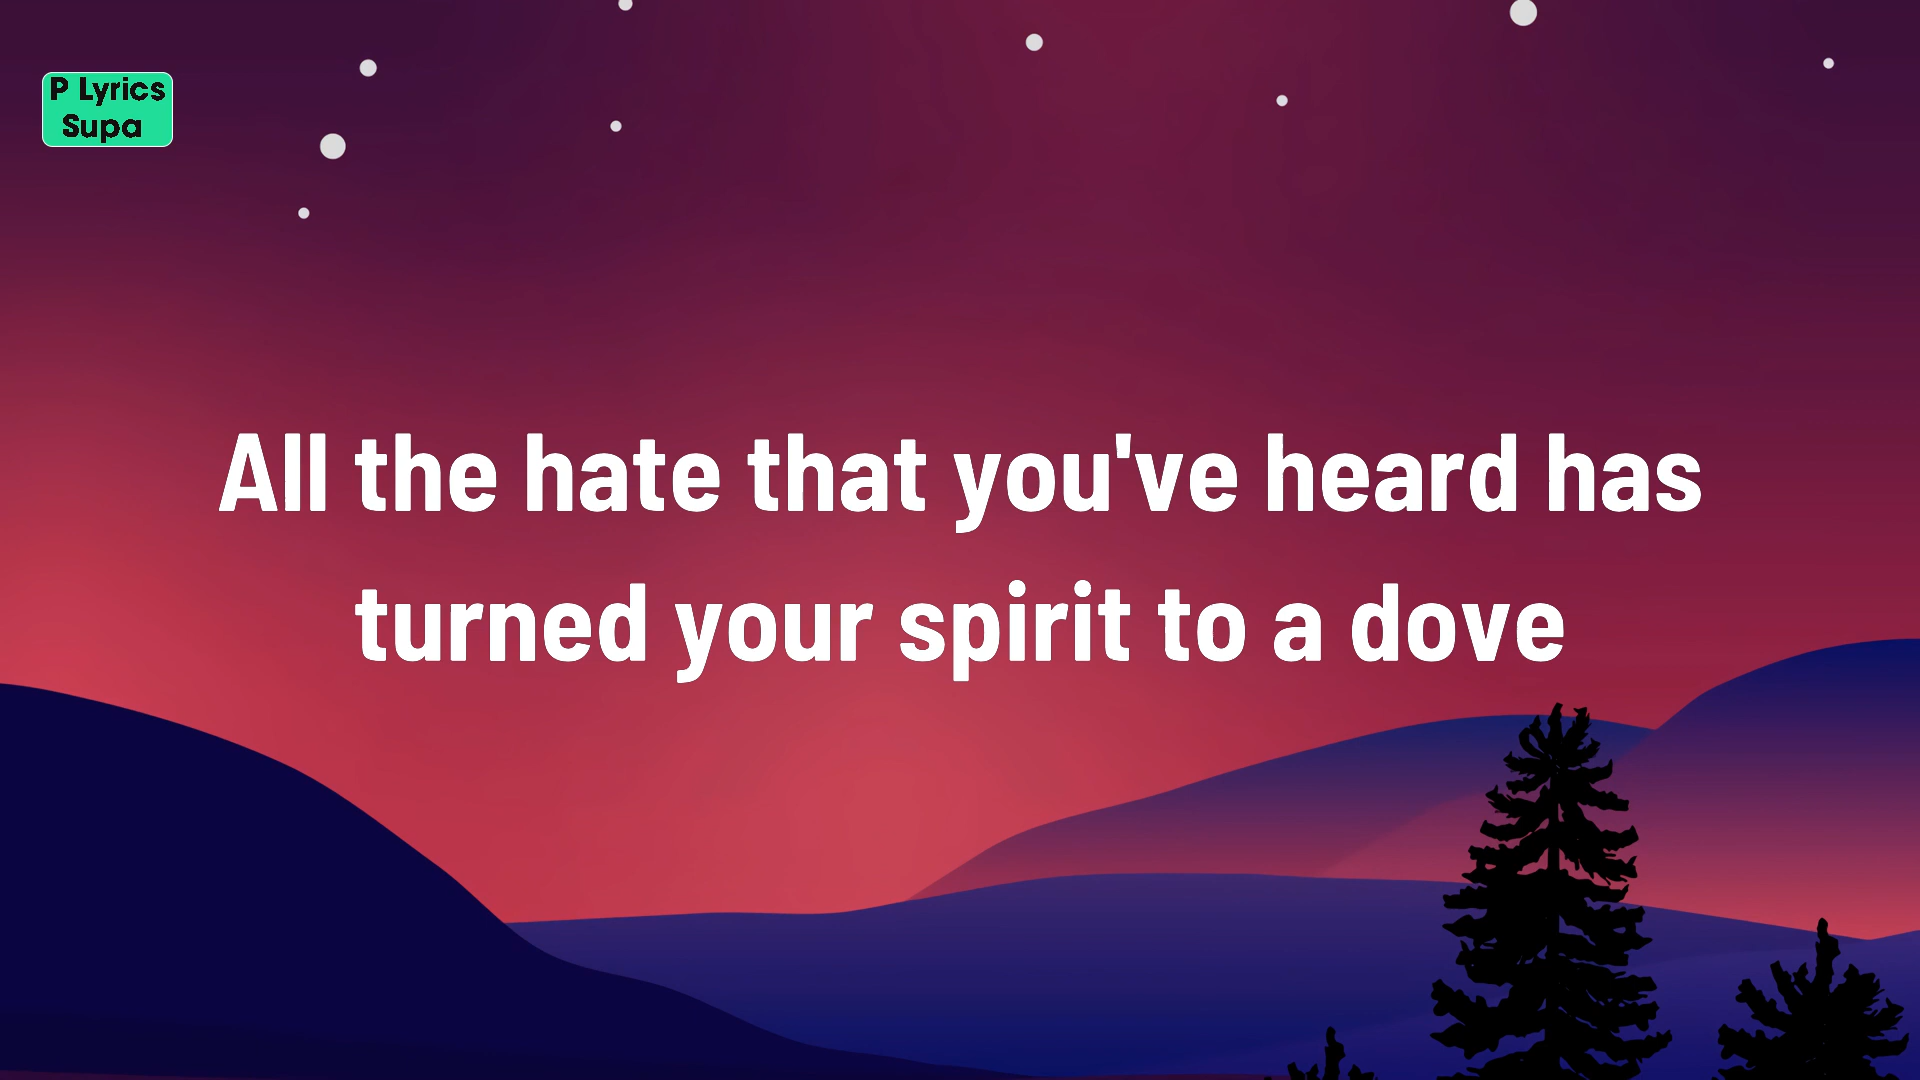 P Lyrics
Supa
All the hate that you've heard has
turned your spirit to a dove